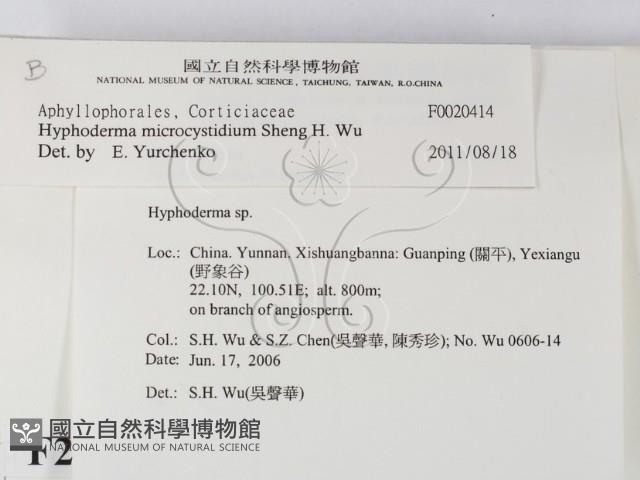 B
國立自然科學博物館
NATIONAL MUSEUM OF NATURAL SCIENCE, TAICHUNG, TAIWAN, R.O.CHINA
Aphyllophorales, Corticiaceae F0020414
Hyphoderma microcystidium Sheng H. Wu
Det. by E. Yurchenko 2011/08/18
Hyphoderma sp.
Loc.: China. Yunnan. Xishuangbanna: Guanping (關平), Yexiangu
(野象谷)
22.10N, 100.51E; alt. 800m;
on branch of angiosperm.
Col.: S.H. Wu & S.Z. Chen(吳聲華, 陳秀珍); No. Wu 0606-14
Date: Jun. 17, 2006
Det.: S.H. Wu(吳聲華)
國立自然科學博物館
NATIONAL MUSEUM OF NATURAL SCIENCE
F2